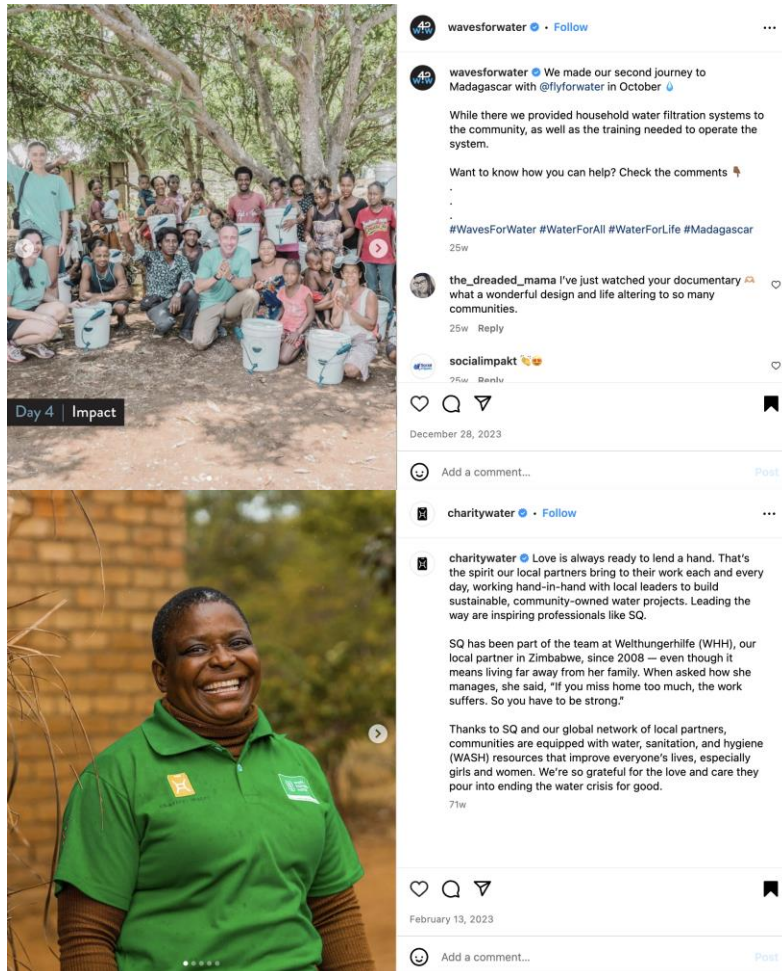 wavesforwater • Follow
wavesforwater We made our second journey to
Madagascar with @flyforwater in October 💧
While there we provided household water filtration systems to
the community, as well as the training needed to operate the
system.
Want to know how you can help? Check the comments 👇🏾
.
.
.
#WavesForWater #WaterForAll #WaterForLife #Madagascar
25w
the_dreaded_mama I've just watched your documentary 🫶🏼
what a wonderful design and life altering to so many
communities.
25w Reply
socialimpakt 👏😍
25w Reply
Day 4 | Impact
December 28, 2023
Add a comment...
Post
charitywater • Follow
charitywater Love is always ready to lend a hand. That's
the spirit our local partners bring to their work each and every
day, working hand-in-hand with local leaders to build
sustainable, community-owned water projects. Leading the
way are inspiring professionals like SQ.
SQ has been part of the team at Welthungerhilfe (WHH), our
local partner in Zimbabwe, since 2008 — even though it
means living far away from her family. When asked how she
manages, she said, "If you miss home too much, the work
suffers. So you have to be strong."
Thanks to SQ and our global network of local partners,
communities are equipped with water, sanitation, and hygiene
(WASH) resources that improve everyone's lives, especially
girls and women. We're so grateful for the love and care they
pour into ending the water crisis for good.
71w
charity: water
February 13, 2023
Add a comment...
Post